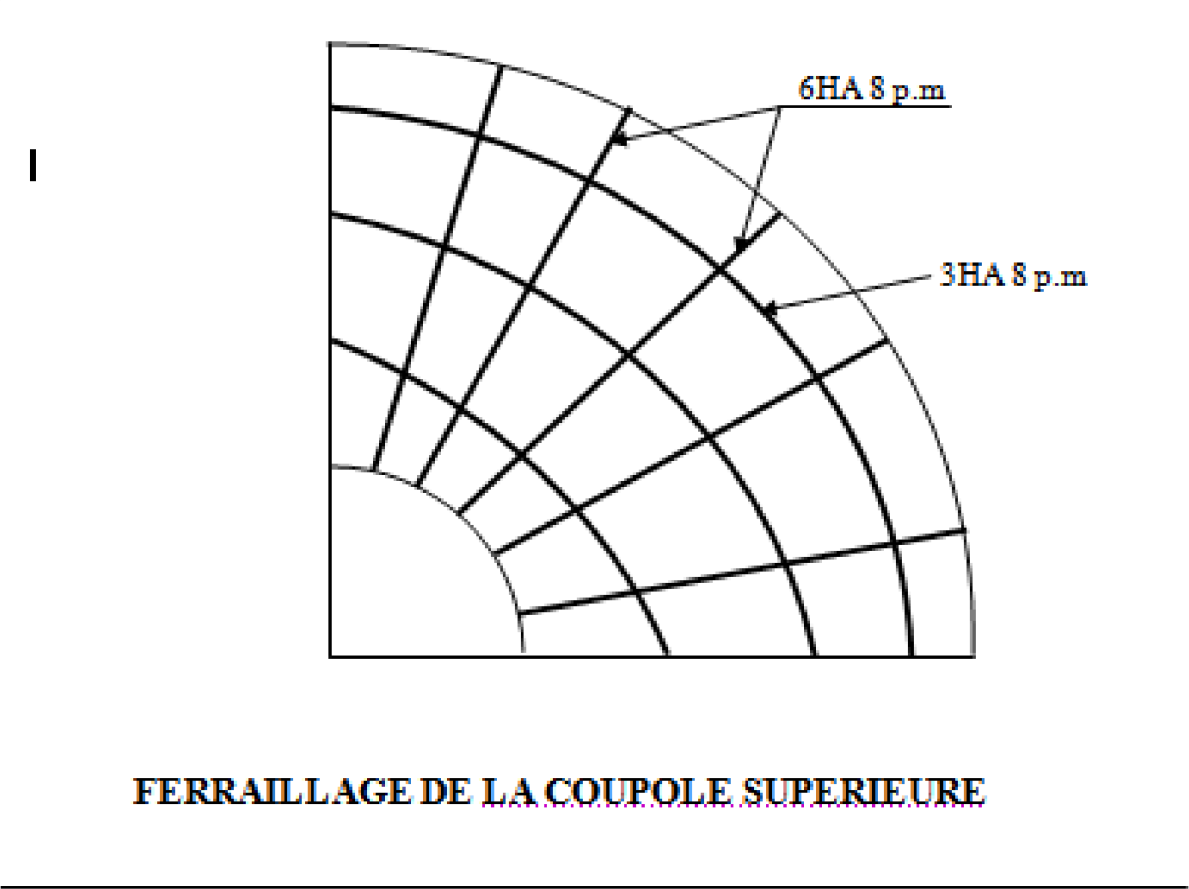 6HA 8 p.m
3HA 8 p.m
FERRAILLAGE DE LA COUPOLE SUPERIEURE